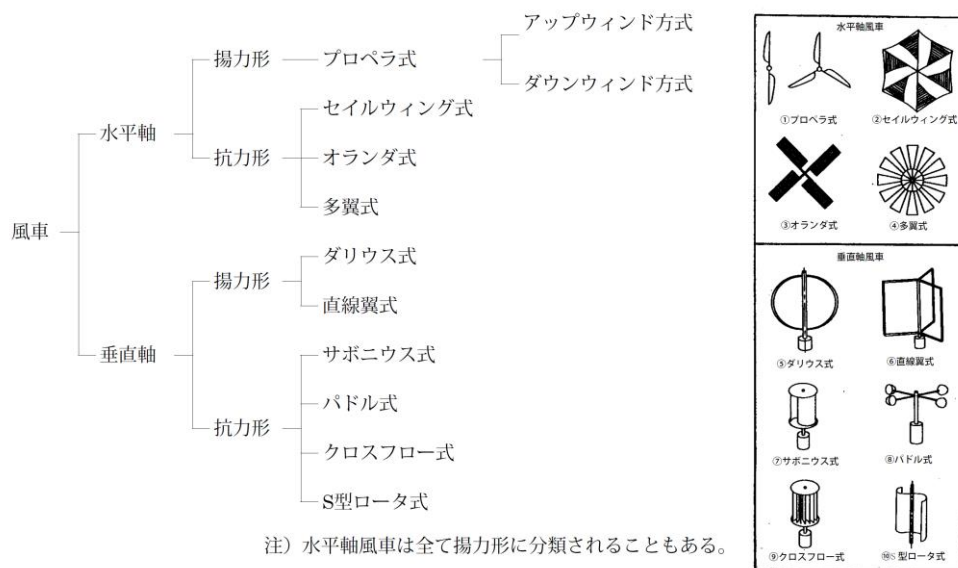 アップウィンド方式
揚力形
プロペラ式
ダウンウィンド方式
水平軸
セイルウィング式
抗力形
オランダ式
多翼式
風車
ダリウス式
揚力形
直線翼式
垂直軸
サボニウス式
パドル式
抗力形
クロスフロー式
S型ロータ式
注）水平軸風車は全て揚力形に分類されることもある。
水平軸風車
①プロペラ式
②セイルウィング式
③オランダ式
④多翼式
垂直軸風車
⑤ダリウス式
⑥直線翼式
⑦サボニウス式
⑧パドル式
⑨クロスフロー式
⑩S型ロータ式